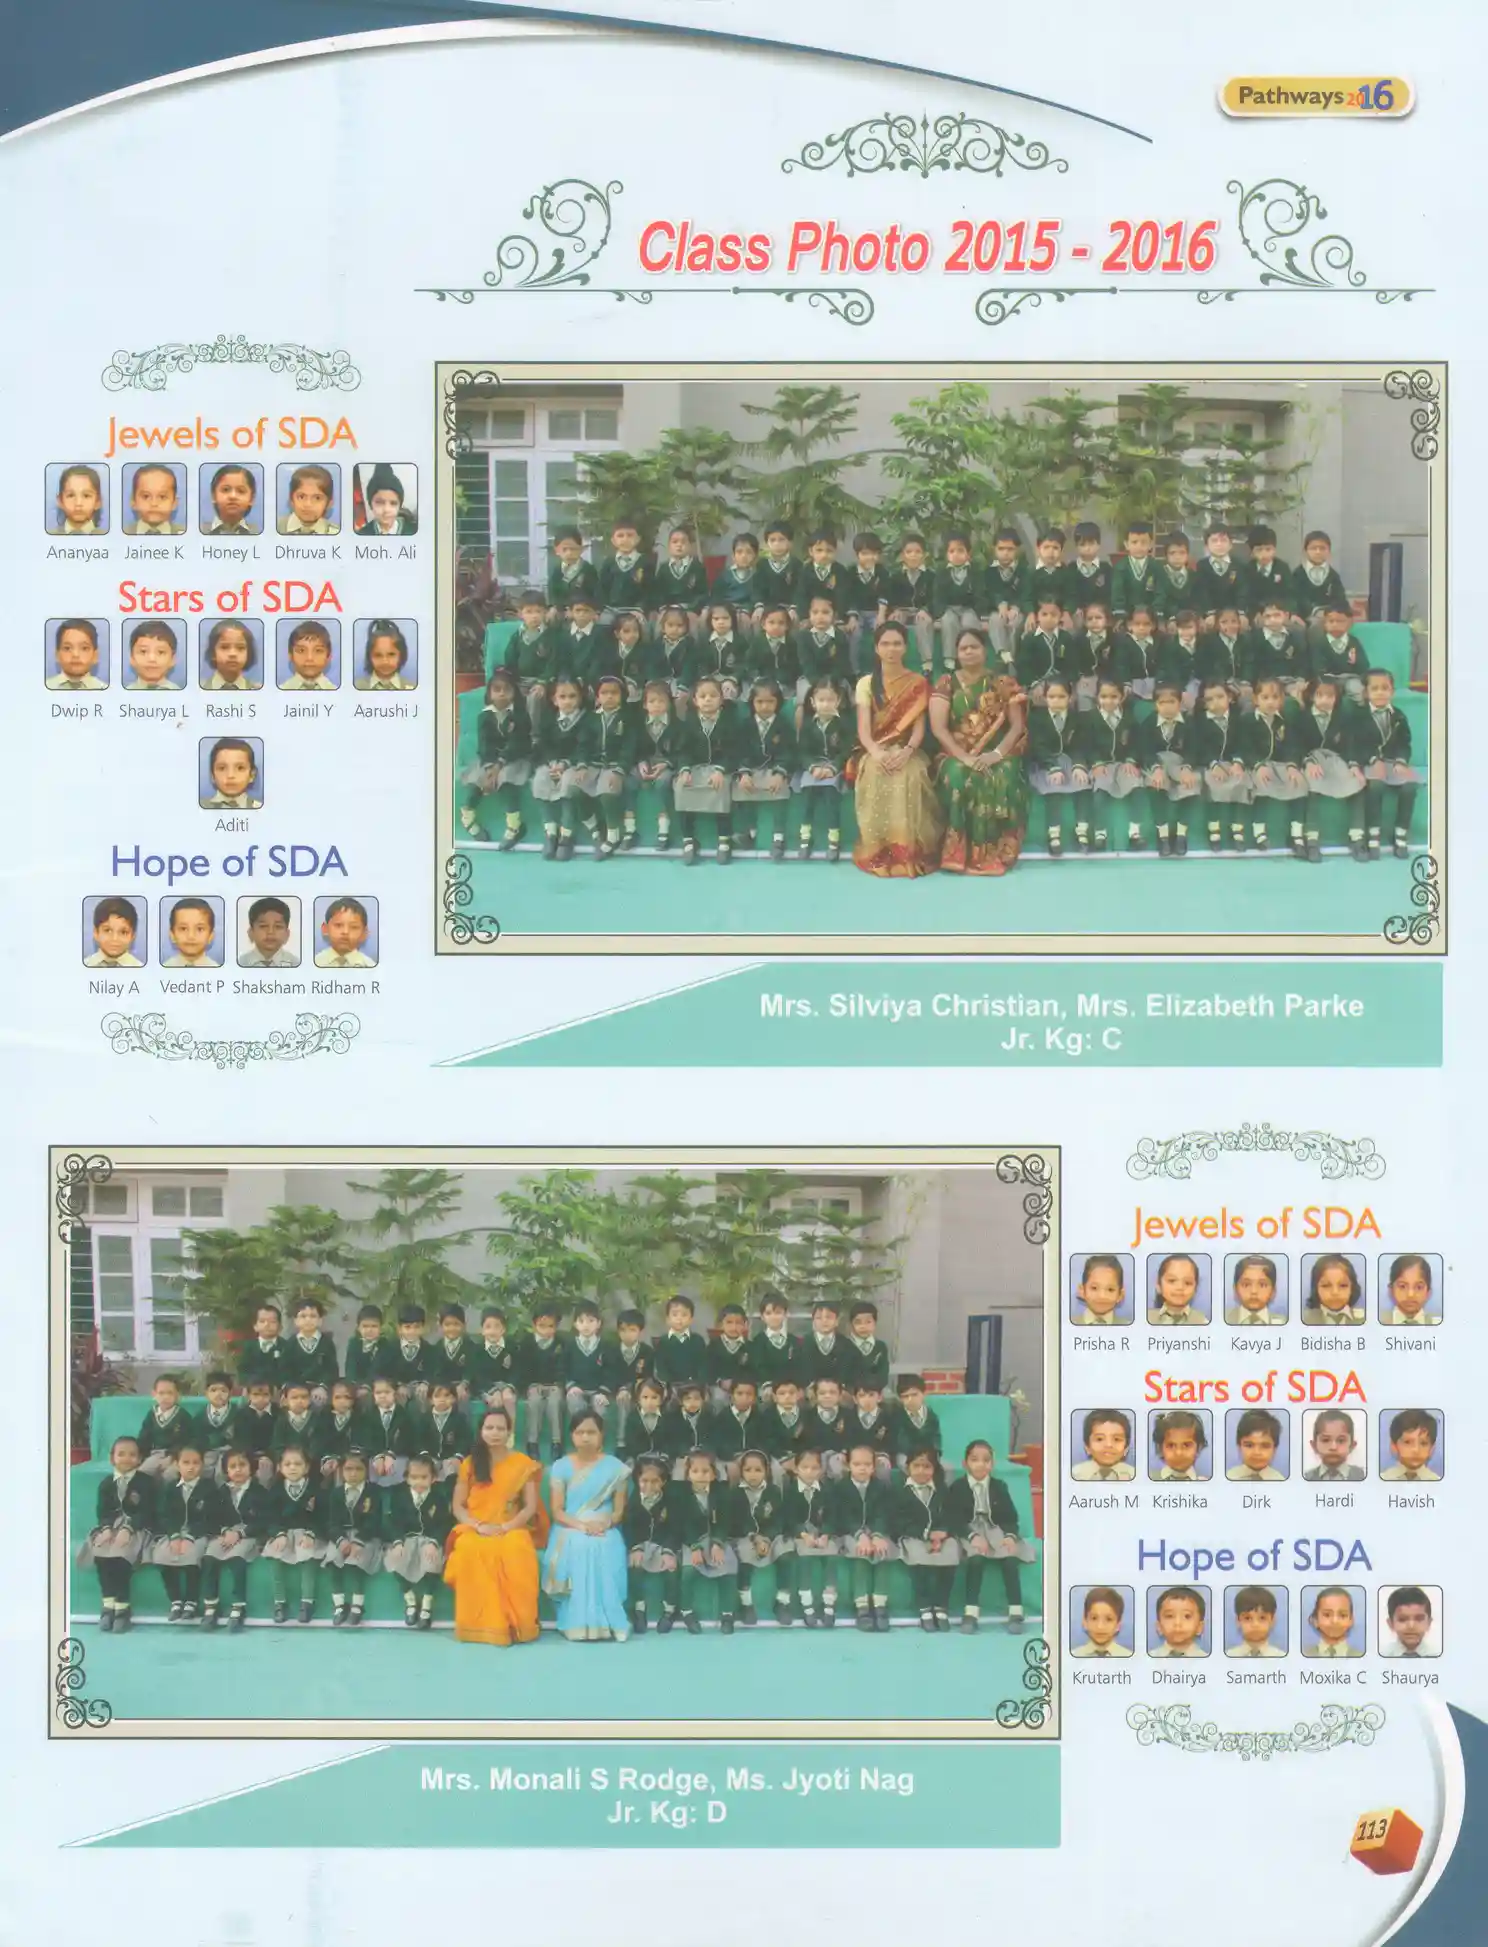 Pathways 2016
Class Photo 2015 - 2016
Jewels of SDA
Ananyaa Jainee K Honey L Dhruva K Moh. Ali
Stars of SDA
Dwip R Shaurya L Rashi S Jainil Y Aarushi J
Aditi
Hope of SDA
Nilay A Vedant P Shaksham Ridham R
Mrs. Silviya Christian, Mrs. Elizabeth Parke
Jr. Kg: C
Jewels of SDA
Prisha R Priyanshi Kavya J Bidisha B Shivani
Stars of SDA
Aarush M Krishika Dirk Hardi Havish
Hope of SDA
Krutarth Dhairya Samarth Moxika C Shaurya
Mrs. Monali S Rodge, Ms. Jyoti Nag
Jr. Kg: D
113